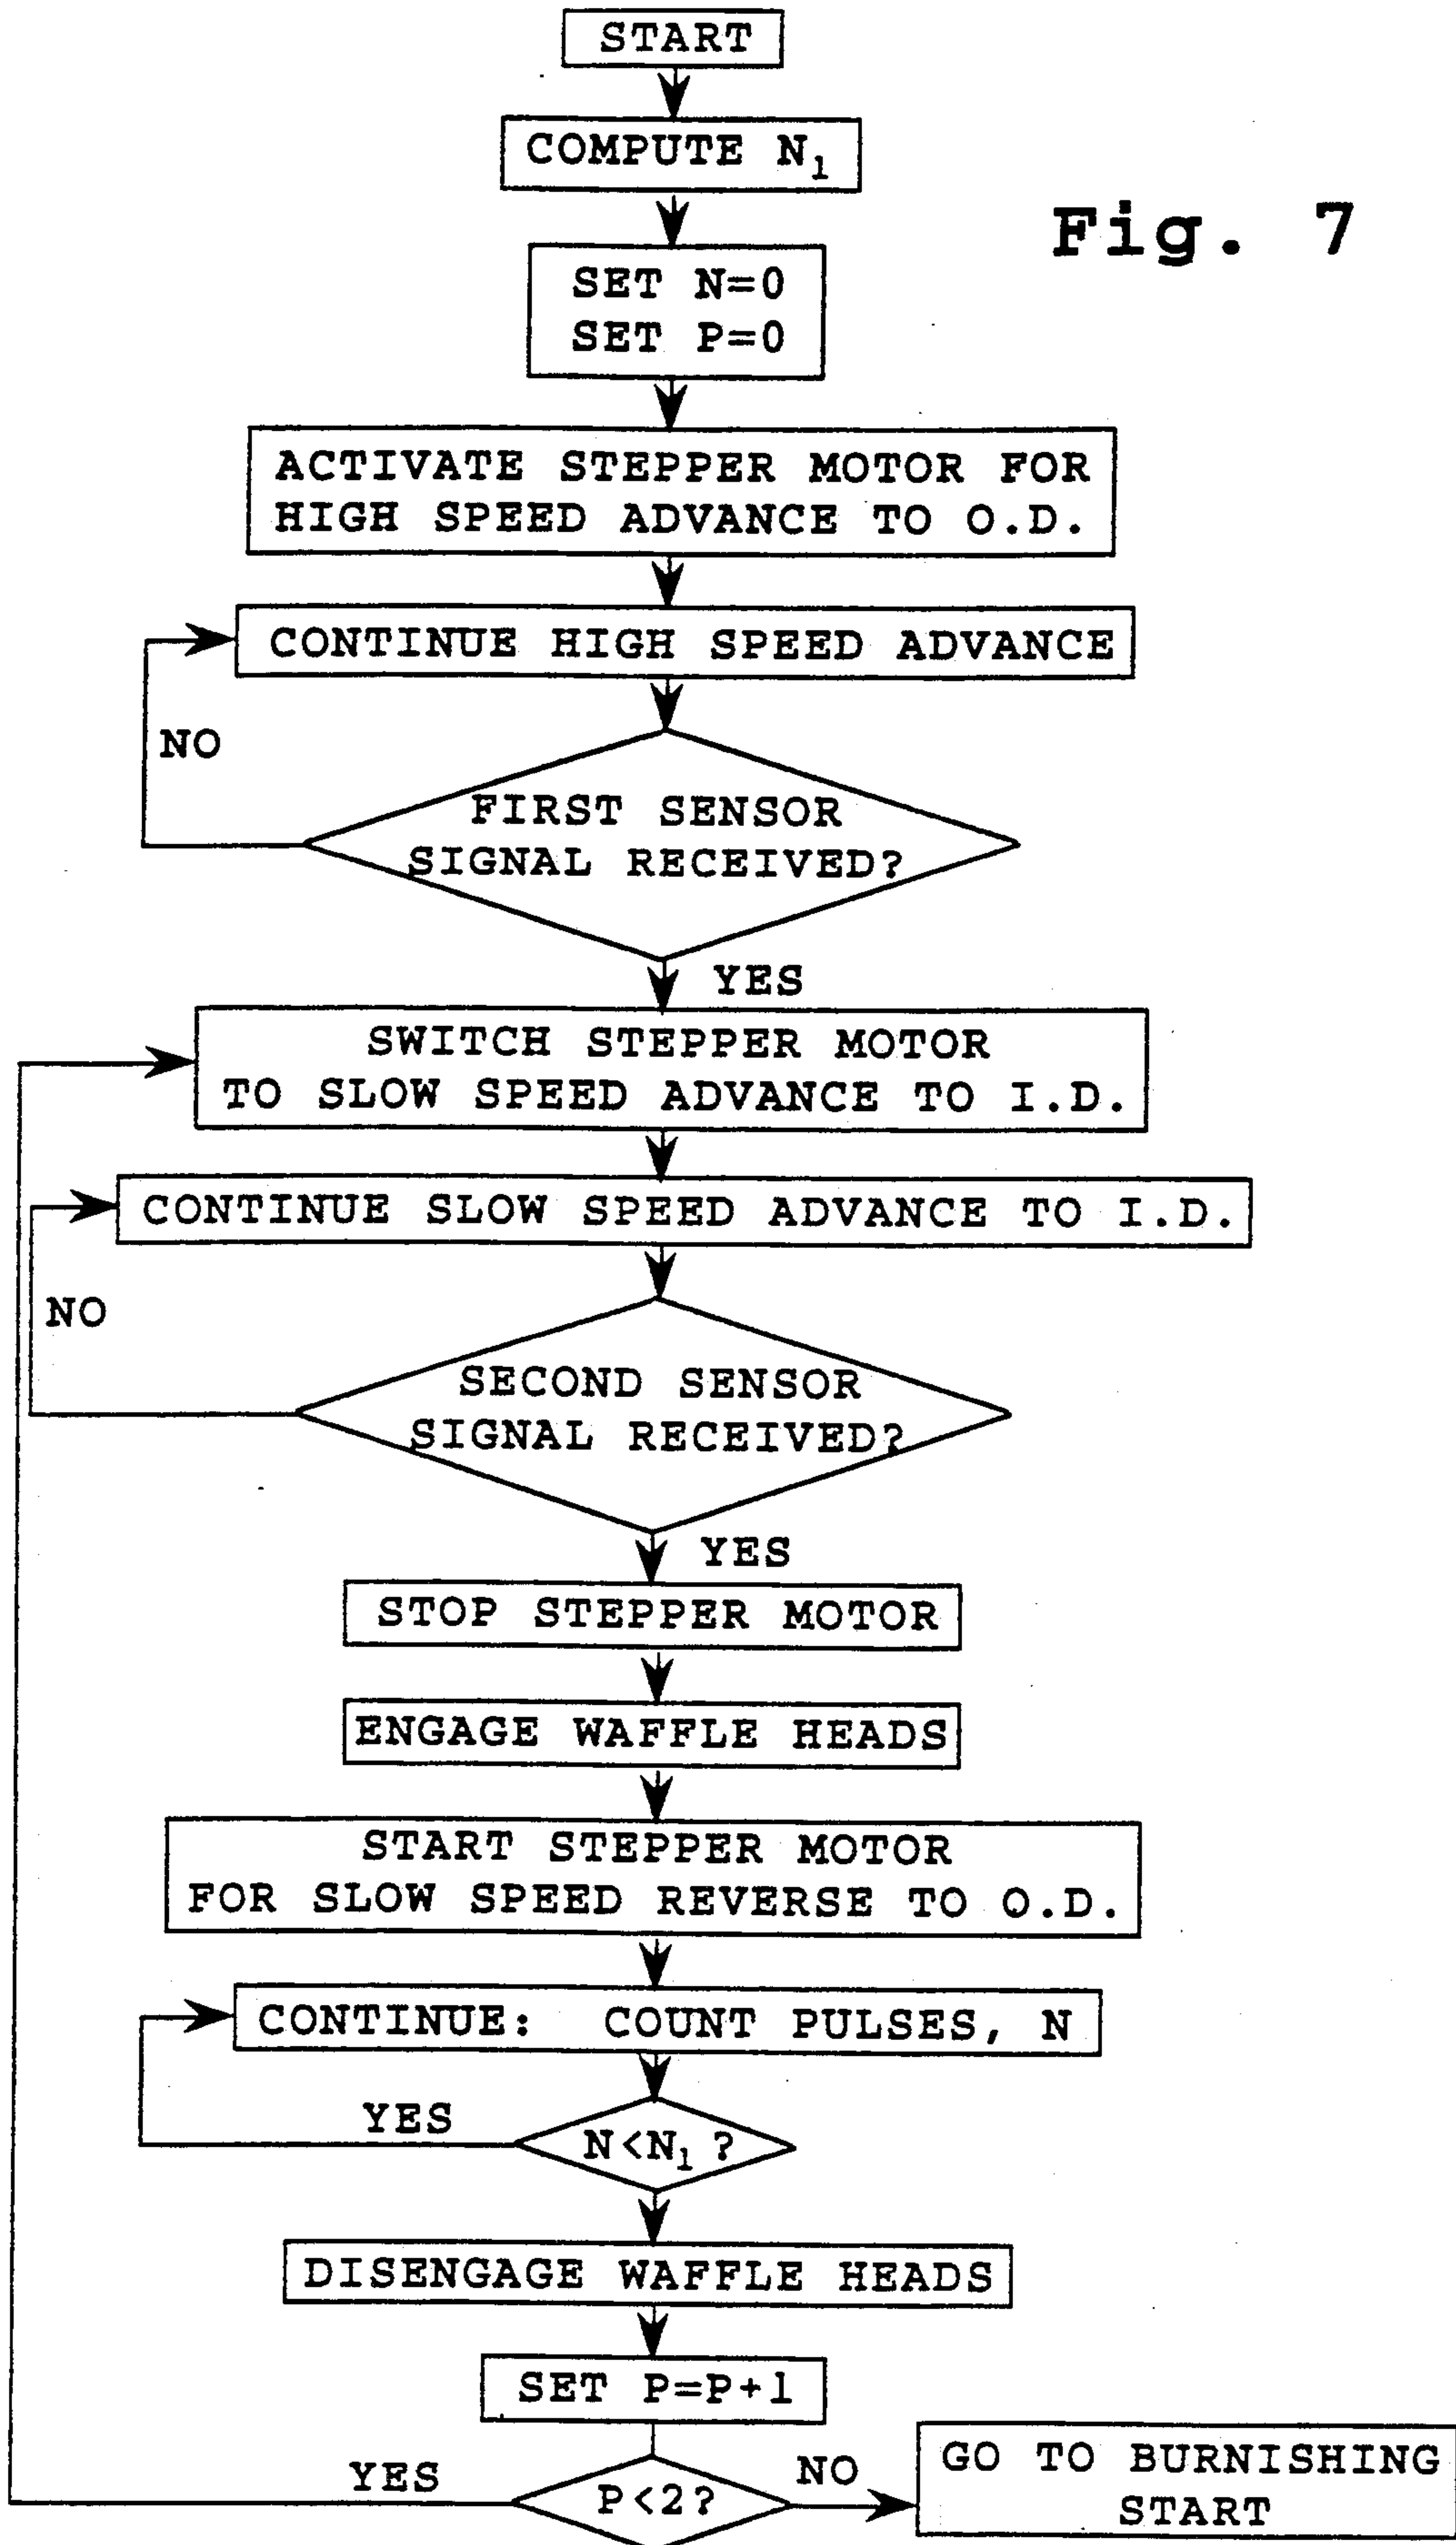 START
COMPUTE N₁
Fig. 7
SET N=0
SET P=0
ACTIVATE STEPPER MOTOR FOR
HIGH SPEED ADVANCE TO O.D.
CONTINUE HIGH SPEED ADVANCE
NO
FIRST SENSOR
SIGNAL RECEIVED?
YES
SWITCH STEPPER MOTOR
TO SLOW SPEED ADVANCE TO I.D.
CONTINUE SLOW SPEED ADVANCE TO I.D.
NO
SECOND SENSOR
SIGNAL RECEIVED?
YES
STOP STEPPER MOTOR
ENGAGE WAFFLE HEADS
START STEPPER MOTOR
FOR SLOW SPEED REVERSE TO O.D.
CONTINUE: COUNT PULSES, N
YES
N<N₁ ?
DISENGAGE WAFFLE HEADS
SET P=P+1
YES
P<2?
NO
GO TO BURNISHING
START